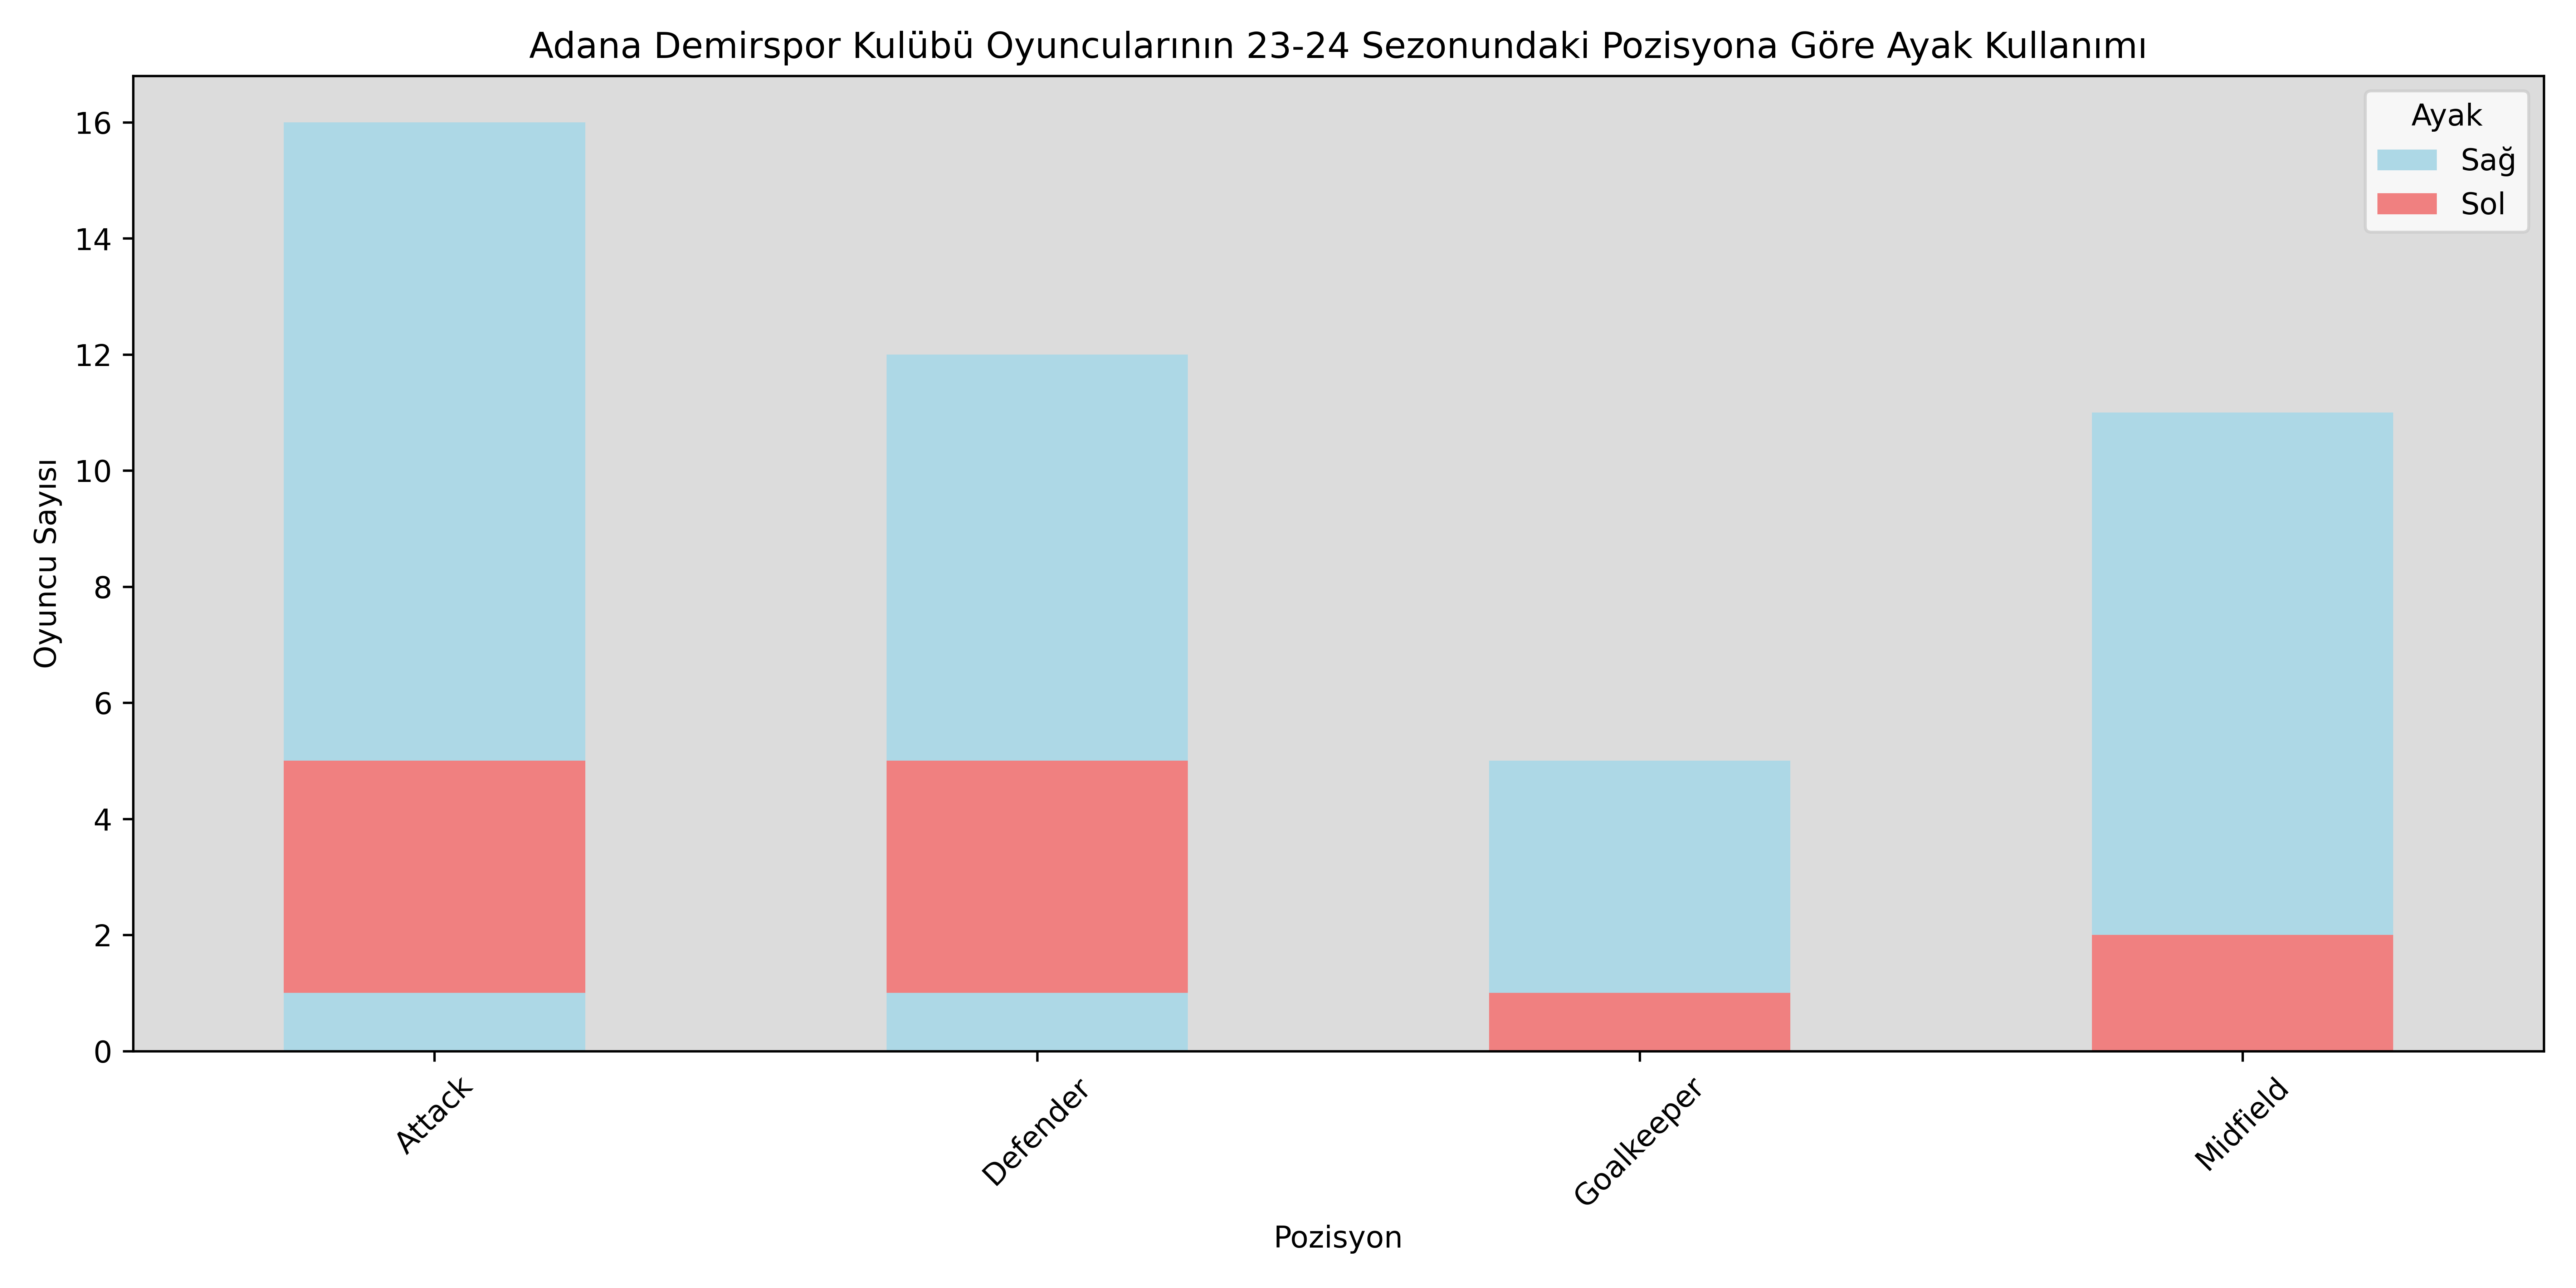 Adana Demirspor Kulübü Oyuncularının 23-24 Sezonundaki Pozisyona Göre Ayak Kullanımı
Ayak
Sağ
Sol
Oyuncu Sayısı
16
14
12
10
8
6
4
2
0
Attack
Defender
Goalkeeper
Midfield
Pozisyon